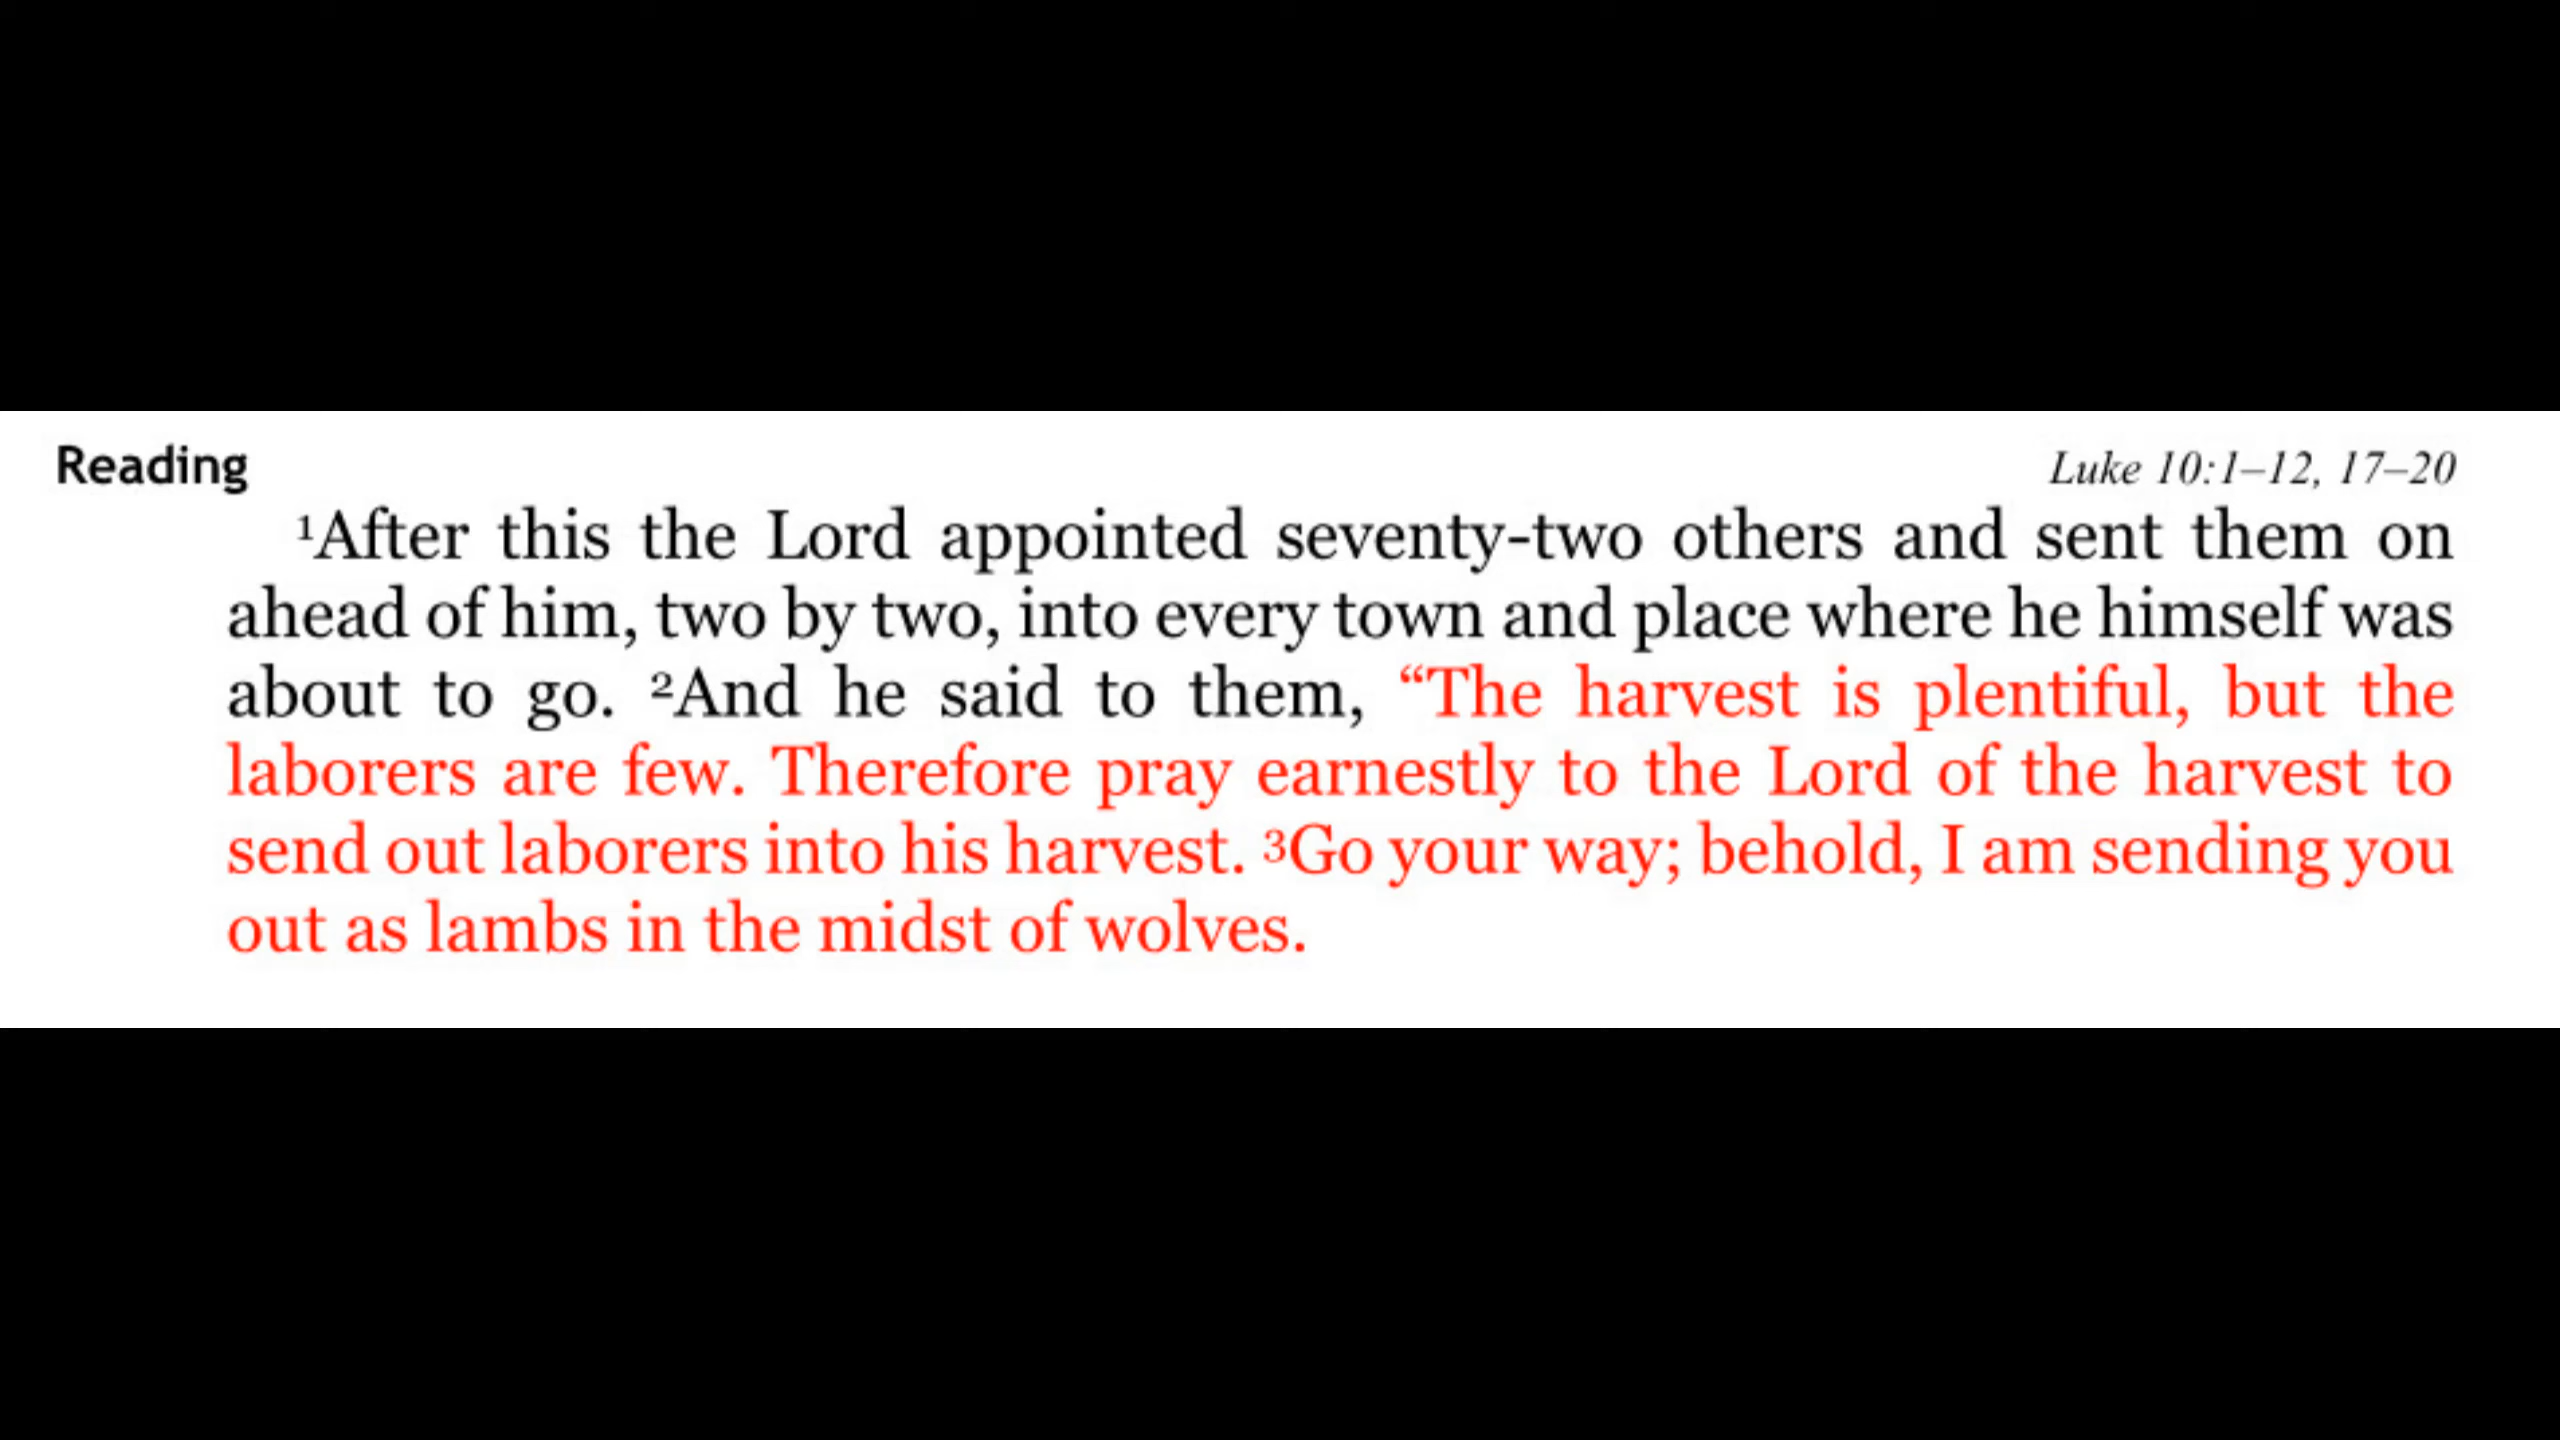 Reading Luke 10:1–12, 17–20
¹After this the Lord appointed seventy-two others and sent them on
ahead of him, two by two, into every town and place where he himself was
about to go. ²And he said to them, “The harvest is plentiful, but the
laborers are few. Therefore pray earnestly to the Lord of the harvest to
send out laborers into his harvest. ³Go your way; behold, I am sending you
out as lambs in the midst of wolves.